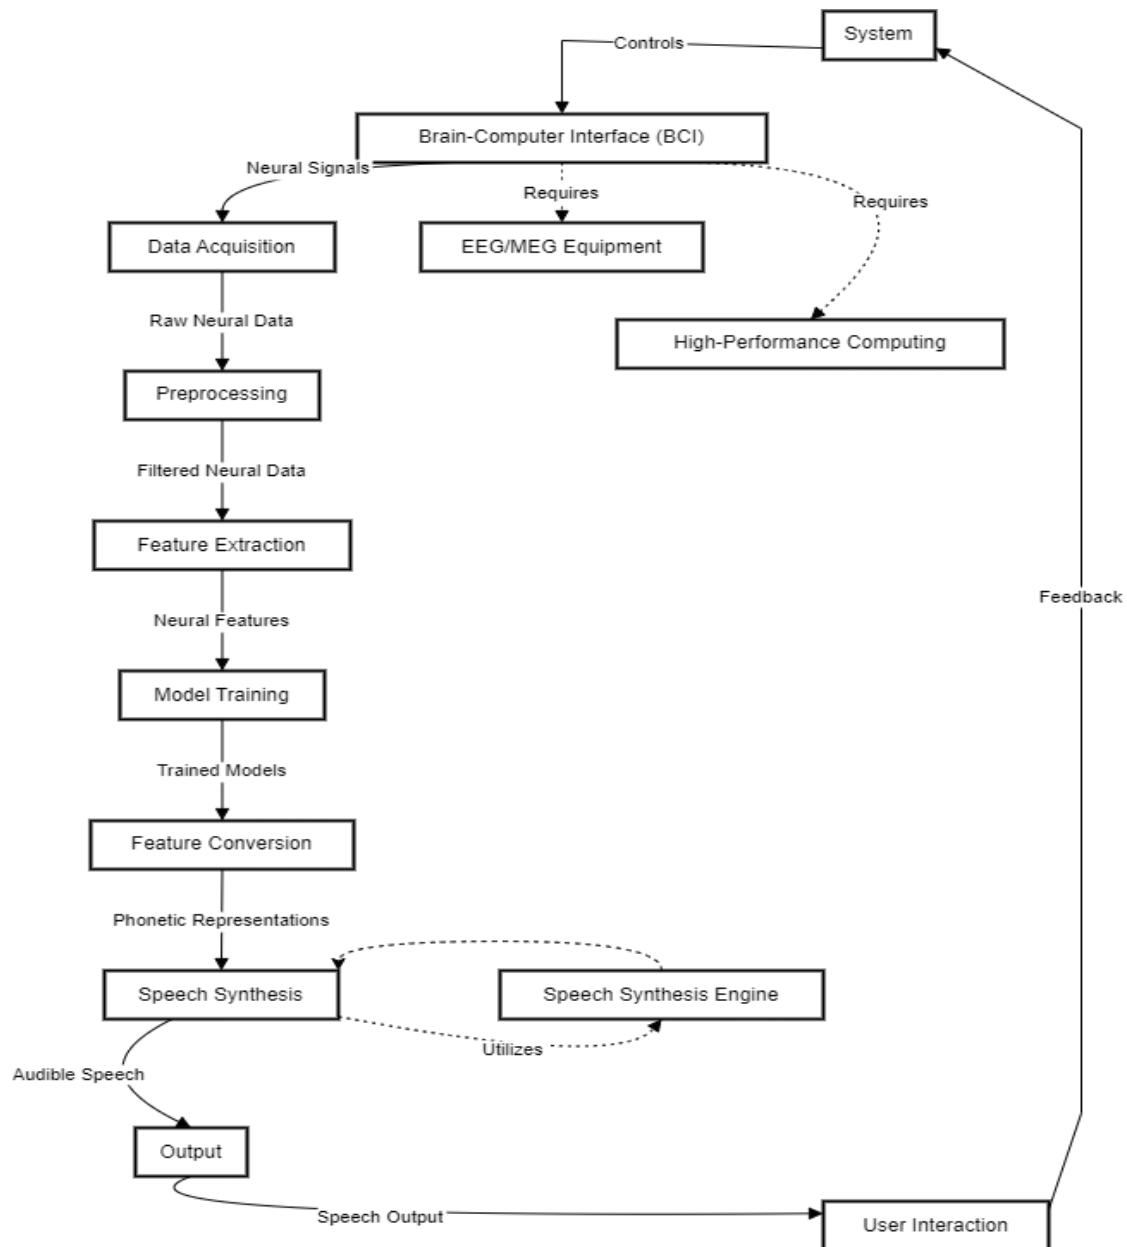 System
Controls
Brain-Computer Interface (BCI)
Neural Signals
Requires
Requires
Data Acquisition
EEG/MEG Equipment
Raw Neural Data
High-Performance Computing
Preprocessing
Filtered Neural Data
Feature Extraction
Feedback
Neural Features
Model Training
Trained Models
Feature Conversion
Phonetic Representations
Speech Synthesis
Speech Synthesis Engine
Utilizes
Audible Speech
Output
Speech Output
User Interaction